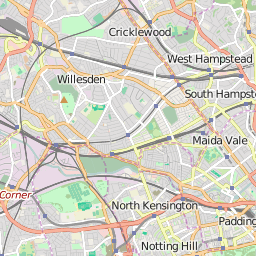 Cricklewood
West Hampstead
Willesden
South Hampste
Maida Vale
Corner
North Kensington
Padding
Notting Hill